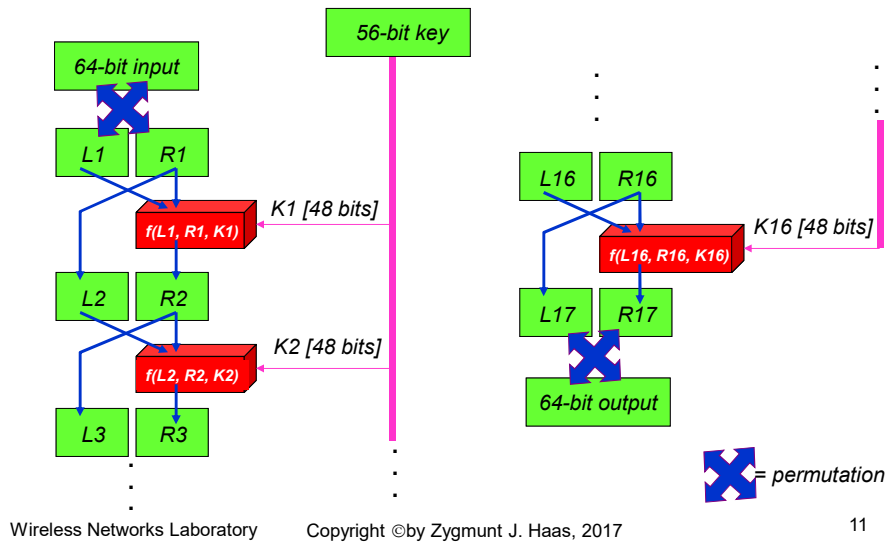 56-bit key
64-bit input
L1 R1
K1 [48 bits]
f(L1, R1, K1)
L2 R2
K2 [48 bits]
f(L2, R2, K2)
L3 R3
L16 R16
K16 [48 bits]
f(L16, R16, K16)
L17 R17
64-bit output
= permutation
Wireless Networks Laboratory Copyright ©by Zygmunt J. Haas, 2017 11